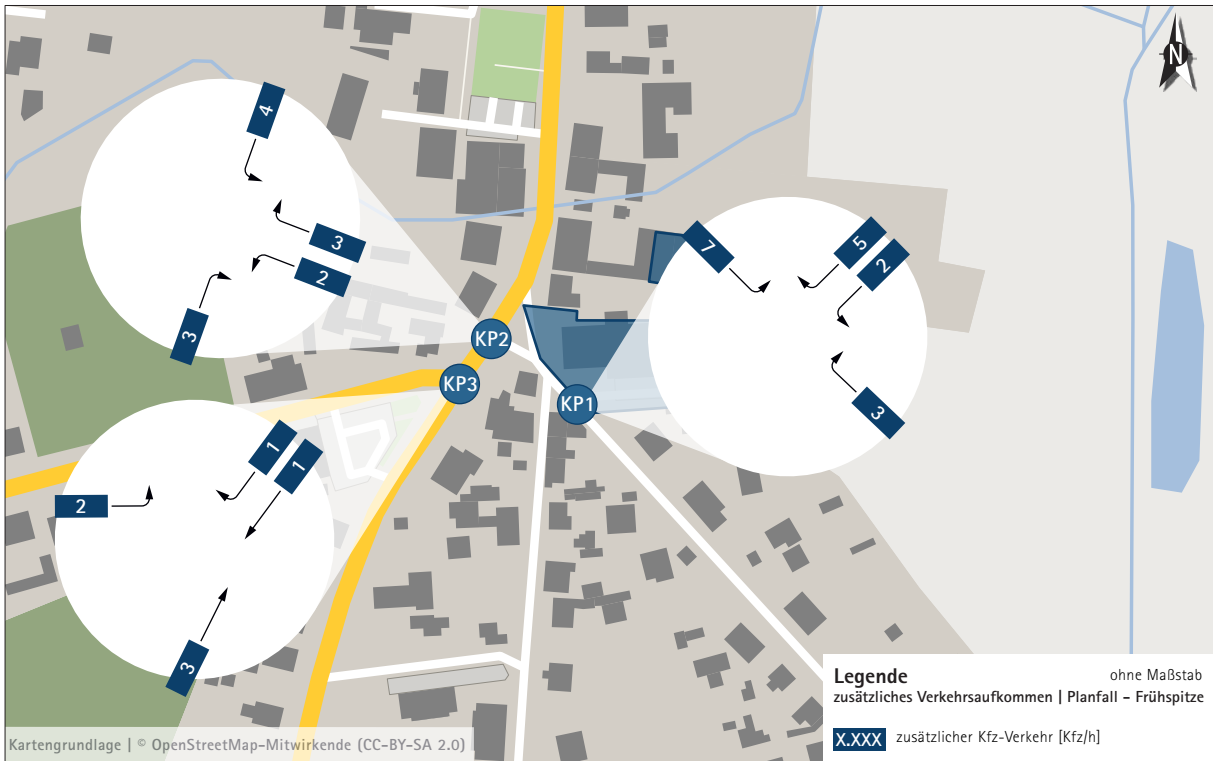 N
4
3
2
3
7
5
2
3
KP2
KP3
KP1
1
1
2
3
Legende
ohne Maßstab
zusätzliches Verkehrsaufkommen | Planfall – Frühspitze
X.XXX zusätzlicher Kfz-Verkehr [Kfz/h]
Kartengrundlage | © OpenStreetMap-Mitwirkende (CC-BY-SA 2.0)